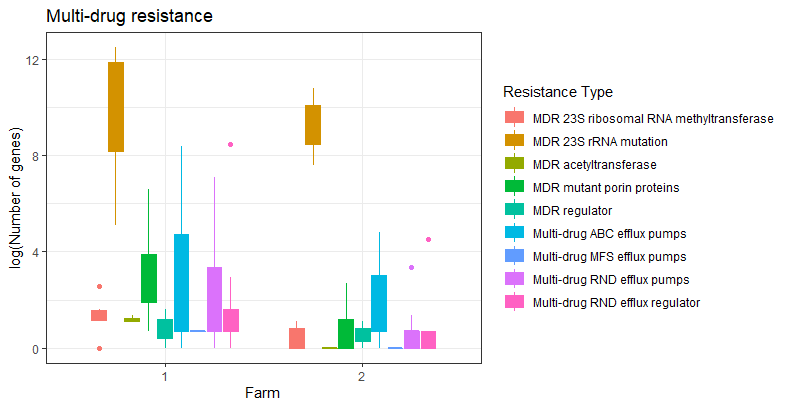 Multi-drug resistance
log(Number of genes)
12
8
4
0
1
2
Farm
Resistance Type
MDR 23S ribosomal RNA methyltransferase
MDR 23S rRNA mutation
MDR acetyltransferase
MDR mutant porin proteins
MDR regulator
Multi-drug ABC efflux pumps
Multi-drug MFS efflux pumps
Multi-drug RND efflux pumps
Multi-drug RND efflux regulator